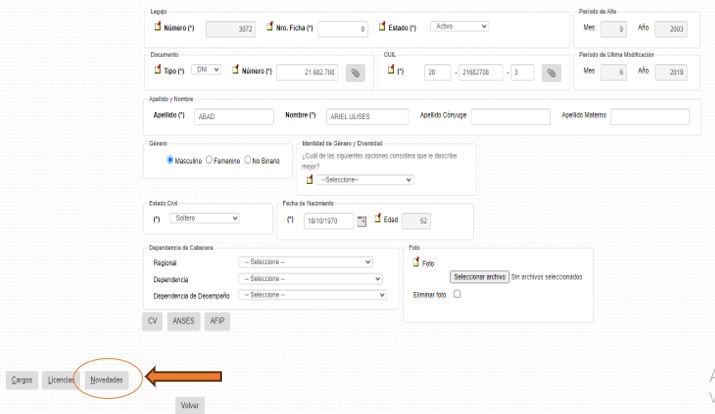 Legajo Período de Alta
Número (*) 3072 Nro. Ficha (*) 0 Estado (*) Activo Mes 9 Año 2003
Documento CUIL Período de Ultima Modificación
Tipo (*) DNI Número (*) 21.682.708 (*) 20 - 21682708 - 3 Mes 6 Año 2019
Apellido y Nombre
Apellido (*) ABAD Nombre (*) ARIEL ULISES Apellido Cónyuge Apellido Materno
Género Identidad de Género y Diversidad
Masculino Femenino No Binario ¿Cuál de las siguientes opciones considera que le describe
mejor?
--Seleccione--
Estado Civil Fecha de Nacimiento
(*) Soltero (*) 18/10/1970 Edad 52
Dependencia de Cabecera Foto
Regional -- Seleccione -- Foto
Dependencia -- Seleccione -- Seleccionar archivo Sin archivos seleccionados
Dependencia de Desempeño -- Seleccione -- Eliminar foto
CV ANSES AFIP
Cargos Licencias Novedades
Volver